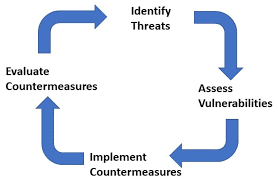 Identify
Threats
Assess
Vulnerabilities
Implement
Countermeasures
Evaluate
Countermeasures